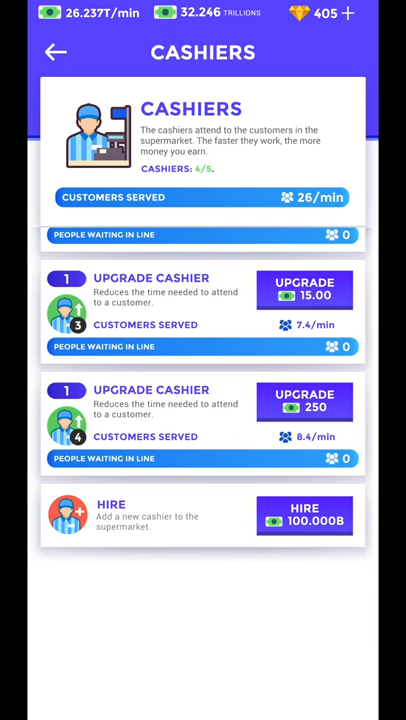 26.237T/min 32.246 TRILLIONS 405 +
CASHIERS
CASHIERS
The cashiers attend to the customers in the
supermarket. The faster they work, the more
money you earn.
CASHIERS: 4/5.
CUSTOMERS SERVED 26/min
PEOPLE WAITING IN LINE 0
1 UPGRADE CASHIER
Reduces the time needed to attend
to a customer.
UPGRADE
15.00
3 CUSTOMERS SERVED 7.4/min
PEOPLE WAITING IN LINE 0
1 UPGRADE CASHIER
Reduces the time needed to attend
to a customer.
UPGRADE
250
4 CUSTOMERS SERVED 8.4/min
PEOPLE WAITING IN LINE 0
HIRE
Add a new cashier to the
supermarket.
HIRE
100.000B